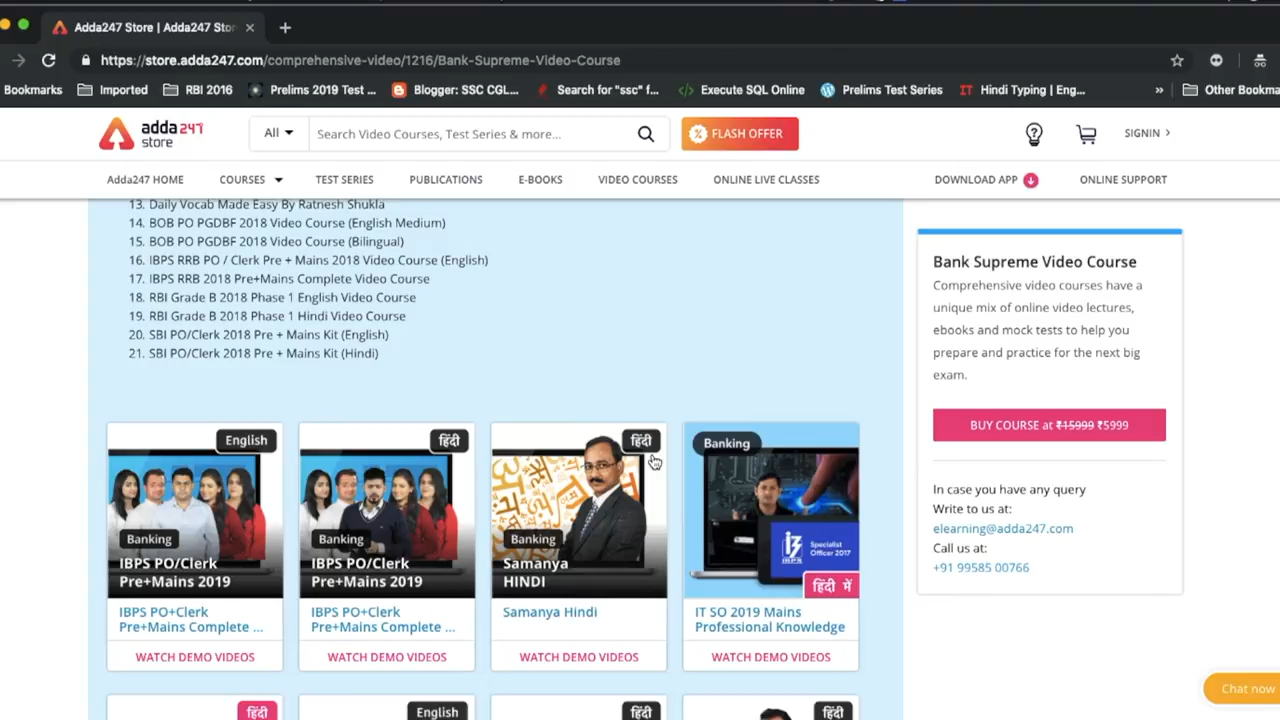 Adda247 Store | Adda247 Stor
https://store.adda247.com/comprehensive-video/1216/Bank-Supreme-Video-Course
Bookmarks Imported RBI 2016 Prelims 2019 Test ... Blogger: SSC CGL... Search for "ssc" f... Execute SQL Online Prelims Test Series Hindi Typing | Eng... » Other Bookma
adda247 store
All
Search Video Courses, Test Series & more...
FLASH OFFER
SIGNIN
Adda247 HOME COURSES TEST SERIES PUBLICATIONS E-BOOKS VIDEO COURSES ONLINE LIVE CLASSES DOWNLOAD APP ONLINE SUPPORT
13. Daily Vocab Made Easy By Ratnesh Shukla
14. BOB PO PGDBF 2018 Video Course (English Medium)
15. BOB PO PGDBF 2018 Video Course (Bilingual)
16. IBPS RRB PO / Clerk Pre + Mains 2018 Video Course (English)
17. IBPS RRB 2018 Pre+Mains Complete Video Course
18. RBI Grade B 2018 Phase 1 English Video Course
19. RBI Grade B 2018 Phase 1 Hindi Video Course
20. SBI PO/Clerk 2018 Pre + Mains Kit (English)
21. SBI PO/Clerk 2018 Pre + Mains Kit (Hindi)
Bank Supreme Video Course
Comprehensive video courses have a
unique mix of online video lectures,
ebooks and mock tests to help you
prepare and practice for the next big
exam.
BUY COURSE at ₹15999 ₹5999
In case you have any query
Write to us at:
elearning@adda247.com
Call us at:
+91 99585 00766
English
Banking
IBPS PO/Clerk
Pre+Mains 2019
IBPS PO+Clerk
Pre+Mains Complete ...
WATCH DEMO VIDEOS
हिंदी
Banking
IBPS PO/Clerk
Pre+Mains 2019
IBPS PO+Clerk
Pre+Mains Complete ...
WATCH DEMO VIDEOS
हिंदी
Banking
Samanya
HINDI
Samanya Hindi
WATCH DEMO VIDEOS
Banking
IBPS
Specialist
Officer 2017
हिंदी में
IT SO 2019 Mains
Professional Knowledge
WATCH DEMO VIDEOS
हिंदी
English
हिंदी
हिंदी
Chat now